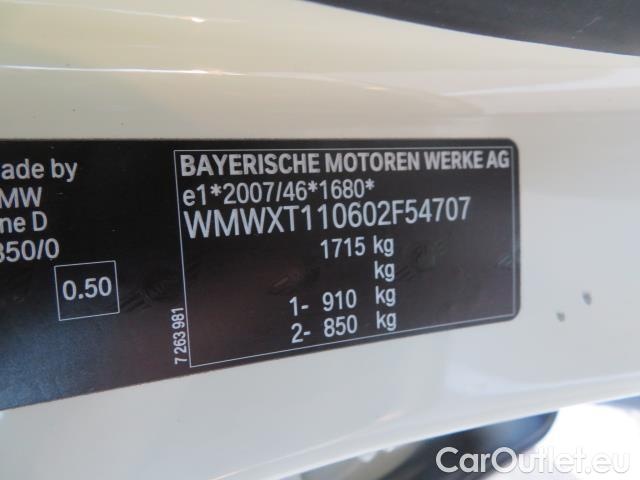 ade by
MW
ne D
350/0
0.50
7 263 981
BAYERISCHE MOTOREN WERKE AG
e1*2007/46*1680*
WMWXT110602F54707
1715 kg
kg
1- 910 kg
2- 850 kg
CarOutlet.eu